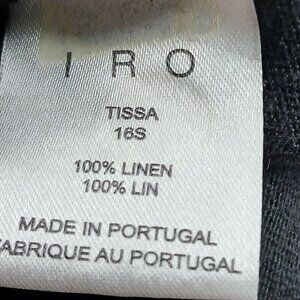 IRO
TISSA
16S
100% LINEN
100% LIN
MADE IN PORTUGAL
FABRIQUE AU PORTUGAL